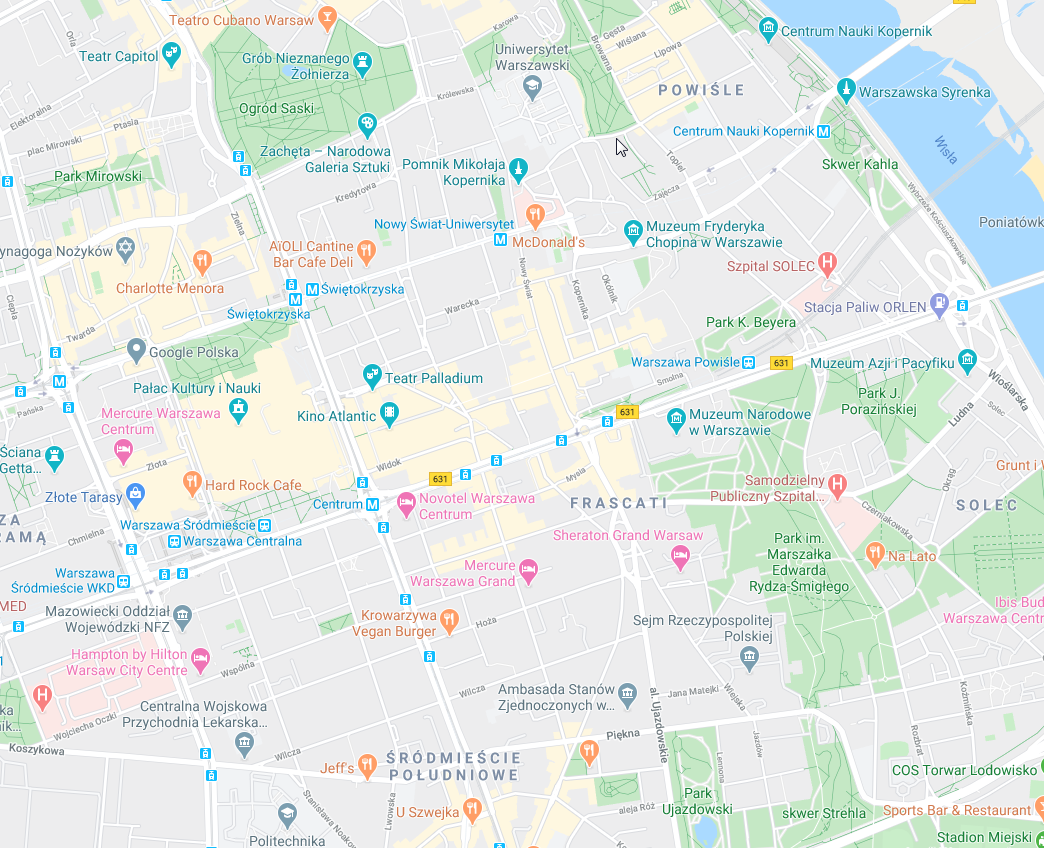 Teatro Cubano Warsaw
Karowa
Gęsta
Wiślana
Browarna
Lipowa
Centrum Nauki Kopernik
Orla
Teatr Capitol
Grób Nieznanego
Żołnierza
Uniwersytet
Warszawski
POWIŚLE
Warszawska Syrenka
Elektoralna
Ptasia
Ogród Saski
Królewska
plac Mirowski
Centrum Nauki Kopernik
Wisła
Zachęta – Narodowa
Galeria Sztuki
Pomnik Mikołaja
Kopernika
Topiel
Skwer Kahla
Park Mirowski
Kredytowa
Zajęcza
Wybrzeże Kościuszkowskie
Zielna
Nowy Świat-Uniwersytet
McDonald's
Muzeum Fryderyka
Chopina w Warszawie
Poniatówk
ynagoga Nożyków
AiOLI Cantine
Bar Cafe Deli
Szpital SOLEC
Charlotte Menora
Świętokrzyska
Świętokrzyska
Nowy Świat
Kopernika
Okólnik
Ciepła
Warecka
Stacja Paliw ORLEN
Twarda
Park K. Beyera
Google Polska
Warszawa Powiśle
631
Muzeum Azji i Pacyfiku
Wioślarska
Pańska
Pałac Kultury i Nauki
Teatr Palladium
Smolna
Park J.
Porazińskiej
Ludna
Solec
Mercure Warszawa
Centrum
Kino Atlantic
631
Muzeum Narodowe
w Warszawie
Ściana
Getta...
Złota
Widok
631
Mysia
Okrąg
Grunt i W
Hard Rock Cafe
Złote Tarasy
Centrum
Novotel Warszawa
Centrum
FRASCATI
Samodzielny
Publiczny Szpital...
Czerniakowska
SOLEC
ZA
RAMĄ
Chmielna
Warszawa Śródmieście
Warszawa Centralna
Sheraton Grand Warsaw
Park im.
Marszałka
Edwarda
Rydza-Śmigłego
'Na Lato
Warszawa
Śródmieście WKD
Mercure
Warszawa Grand
MED
Mazowiecki Oddział
Wojewódzki NFZ
Krowarzywa
Vegan Burger
Hoża
Sejm Rzeczypospolitej
Polskiej
Ibis Bud
Warszawa Centr
Hampton by Hilton
Warsaw City Centre
Wspólna
Wilcza
Ambasada Stanów
Zjednoczonych w...
al. Ujazdowskie
Jana Matejki
Wiejska
Koźmińska
ka
nik...
Wojciecha Oczki
Centralna Wojskowa
Przychodnia Lekarska...
Koszykowa
Wilcza
Piękna
Jazdów
Rozbrat
Jeff's
ŚRÓDMIEŚCIE
POŁUDNIOWE
Lennona
COS Torwar Lodowisko
Stanisława Noako
Lwowska
U Szwejka
aleja Róż
Park
Ujazdowski
skwer Strehla
Sports Bar & Restaurant
Politechnika
Stadion Miejski